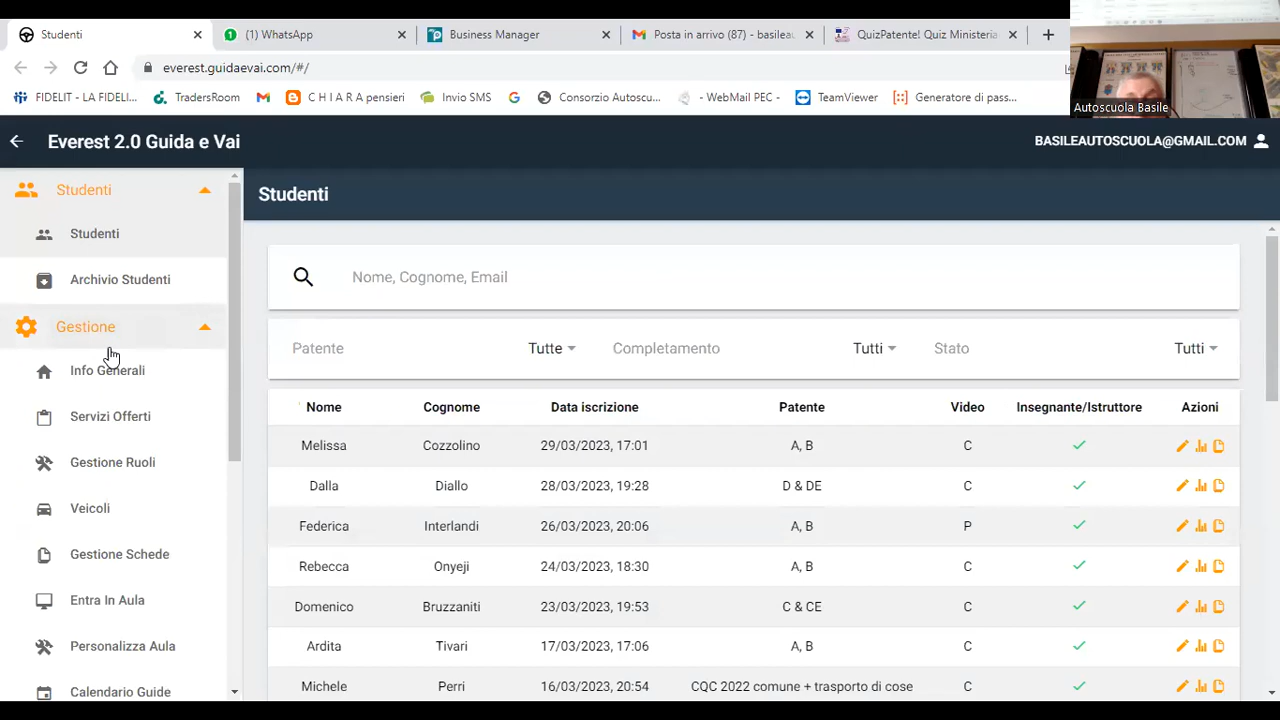 Studenti
(1) WhatsApp
Business Manager
Posta in arrivo (87) - basileau
QuizPatente! Quiz Ministeria
everest.guidaevai.com/#/
FIDELIT - LA FIDELI...
TradersRoom
C H I A R A pensieri
Invio SMS
Consorzio Autoscu...
- WebMail PEC -
TeamViewer
Generatore di pass...
Autoscuola Basile
Everest 2.0 Guida e Vai
BASILEAUTOSCUOLA@GMAIL.COM
Studenti
Studenti
Archivio Studenti
Gestione
Info Generali
Servizi Offerti
Gestione Ruoli
Veicoli
Gestione Schede
Entra In Aula
Personalizza Aula
Calendario Guide
Studenti
Nome, Cognome, Email
Patente Tutte Completamento Tutti Stato Tutti
Nome Cognome Data iscrizione Patente Video Insegnante/Istruttore Azioni
Melissa Cozzolino 29/03/2023, 17:01 A, B C
Dalla Diallo 28/03/2023, 19:28 D & DE C
Federica Interlandi 26/03/2023, 20:06 A, B P
Rebecca Onyeji 24/03/2023, 18:30 A, B C
Domenico Bruzzaniti 23/03/2023, 19:53 C & CE C
Ardita Tivari 17/03/2023, 17:06 A, B C
Michele Perri 16/03/2023, 20:54 CQC 2022 comune + trasporto di cose C